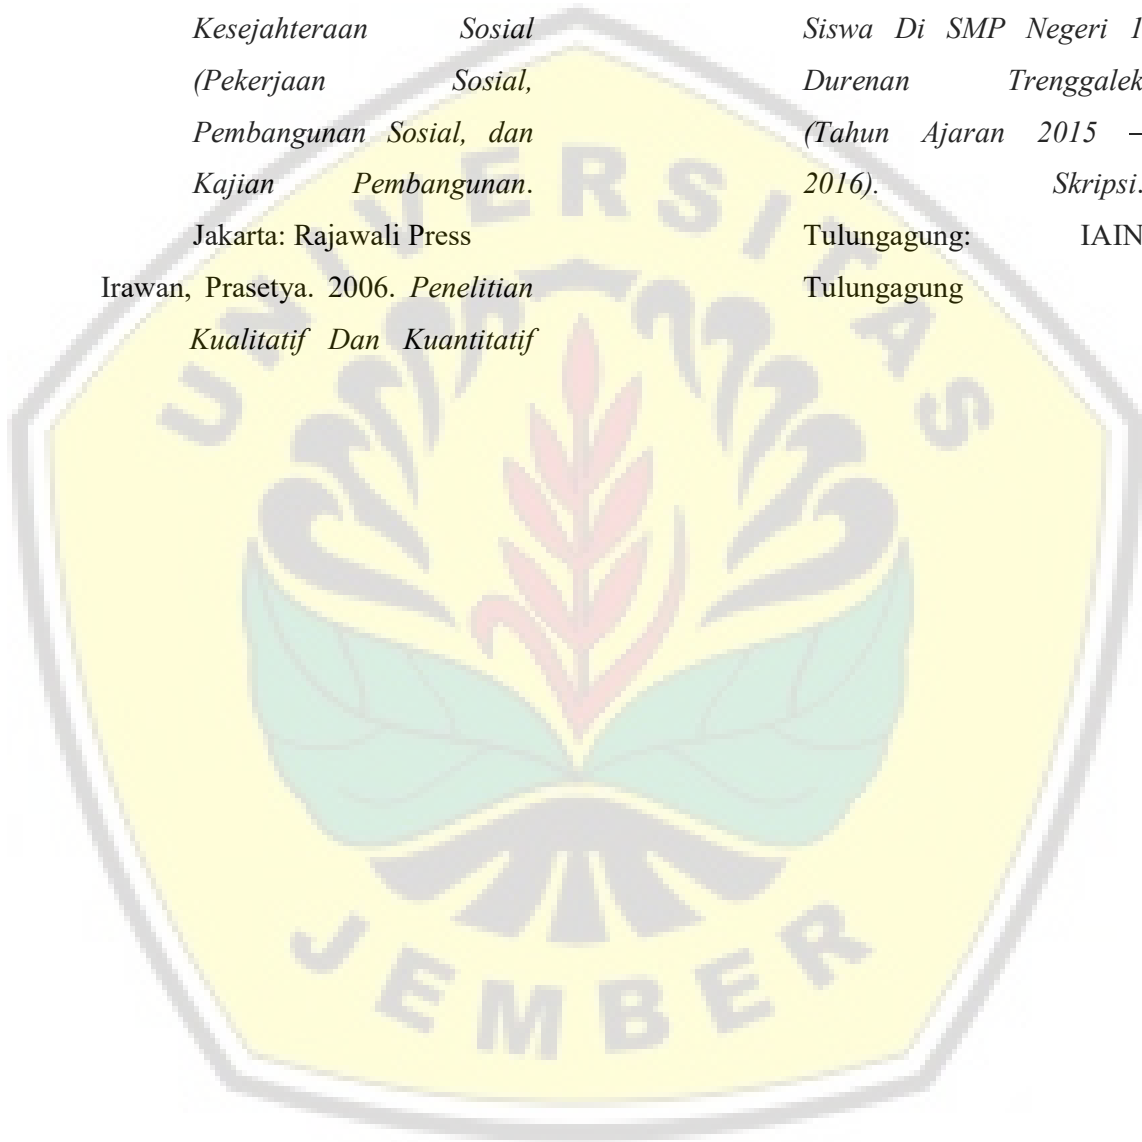 Kesejahteraan Sosial
(Pekerjaan Sosial,
Pembangunan Sosial, dan
Kajian Pembangunan.
Jakarta: Rajawali Press
Irawan, Prasetya. 2006. Penelitian
Kualitatif Dan Kuantitatif
Siswa Di SMP Negeri 1
Durenan Trenggalek
(Tahun Ajaran 2015 –
2016). Skripsi.
Tulungagung: IAIN
Tulungagung
UNIVERSITAS
JEMBER